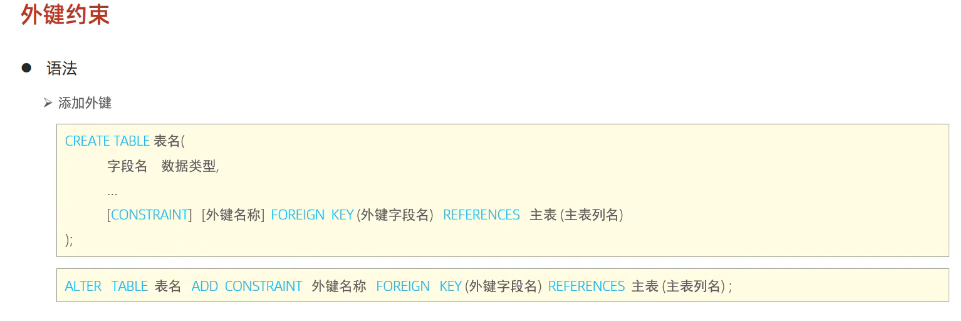 外键约束
语法
添加外键
CREATE TABLE 表名(
字段名 数据类型,
...
[CONSTRAINT] [外键名称] FOREIGN KEY (外键字段名) REFERENCES 主表 (主表列名)
);
ALTER TABLE 表名 ADD CONSTRAINT 外键名称 FOREIGN KEY (外键字段名) REFERENCES 主表 (主表列名) ;